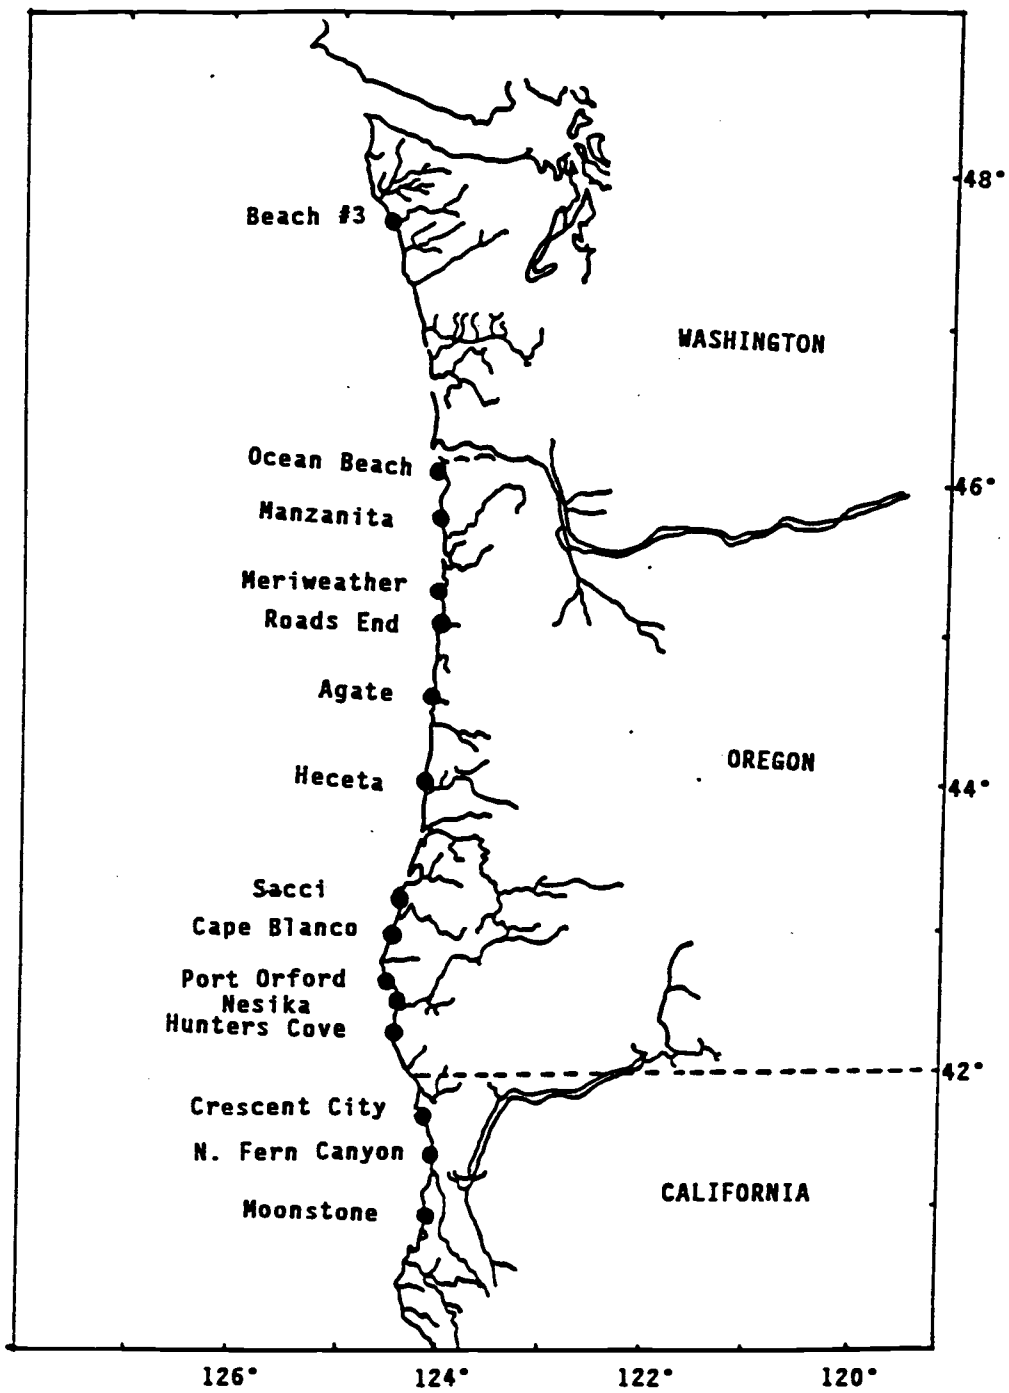 48°
Beach #3
WASHINGTON
Ocean Beach
46°
Manzanita
Meriweather
Roads End
Agate
OREGON
Heceta
44°
Sacci
Cape Blanco
Port Orford
Nesika
Hunters Cove
42°
Crescent City
N. Fern Canyon
CALIFORNIA
Moonstone
126° 124° 122° 120°